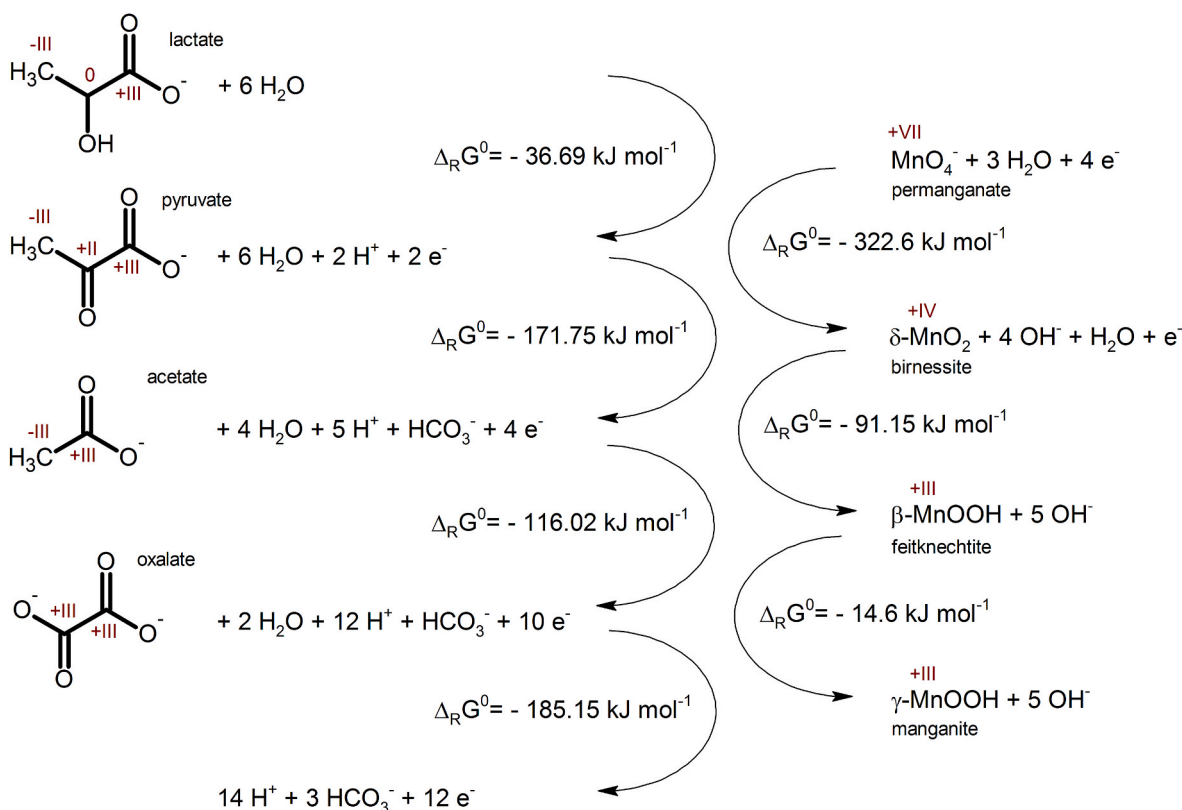 lactate
-III
O
H₃C
0
+III
O⁻
+ 6 H₂O
OH
ΔRG⁰= - 36.69 kJ mol⁻¹
pyruvate
-III
O
H₃C
+II
+III
O⁻
+ 6 H₂O + 2 H⁺ + 2 e⁻
O
ΔRG⁰= - 171.75 kJ mol⁻¹
acetate
O
-III
H₃C
+III
O⁻
+ 4 H₂O + 5 H⁺ + HCO₃⁻ + 4 e⁻
ΔRG⁰= - 116.02 kJ mol⁻¹
oxalate
O
O⁻
+III
+III
O⁻
O
+ 2 H₂O + 12 H⁺ + HCO₃⁻ + 10 e⁻
ΔRG⁰= - 185.15 kJ mol⁻¹
14 H⁺ + 3 HCO₃⁻ + 12 e⁻
+VII
MnO₄⁻ + 3 H₂O + 4 e⁻
permanganate
ΔRG⁰= - 322.6 kJ mol⁻¹
+IV
δ-MnO₂ + 4 OH⁻ + H₂O + e⁻
birnessite
ΔRG⁰= - 91.15 kJ mol⁻¹
+III
β-MnOOH + 5 OH⁻
feitknechtite
ΔRG⁰= - 14.6 kJ mol⁻¹
+III
γ-MnOOH + 5 OH⁻
manganite